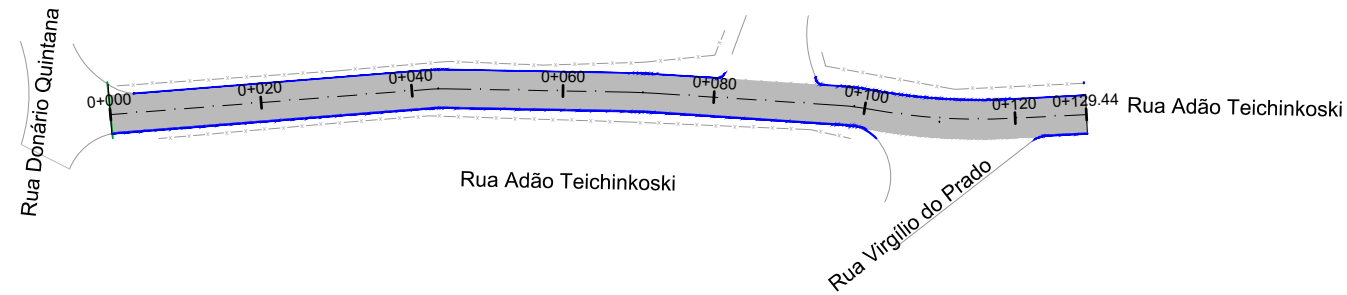 Rua Donário Quintana
0+000
0+020
0+040
0+060
0+080
0+100
0+120
0+129.44
Rua Adão Teichinkoski
Rua Adão Teichinkoski
Rua Virgílio do Prado